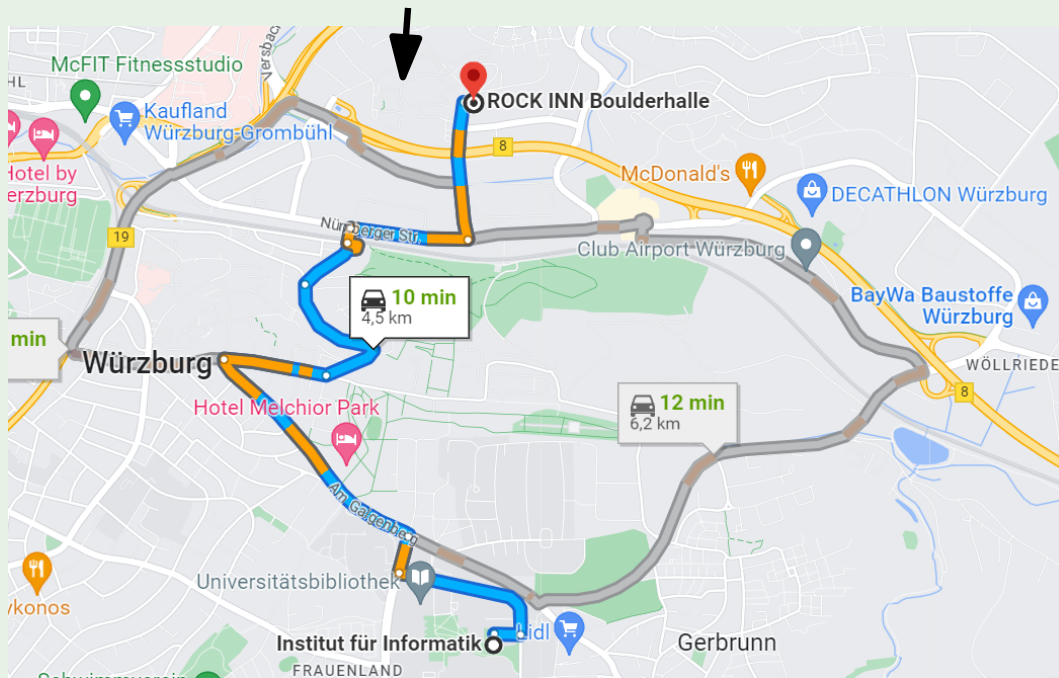 McFIT Fitnessstudio
Kaufland
Würzburg-Grombühl
Hotel by
ROCK INN Boulderhalle
8
McDonald's
DECATHLON Würzburg
Nürnberger Str.
19
Club Airport Würzburg
BayWa Baustoffe
Würzburg
10 min
4,5 km
min
Würzburg
WÖLLRIEDE
8
Hotel Melchior Park
12 min
6,2 km
Am Galgenberg
Universitätsbibliothek
Institut für Informatik
Lidl
Gerbrunn
FRAUENLAND